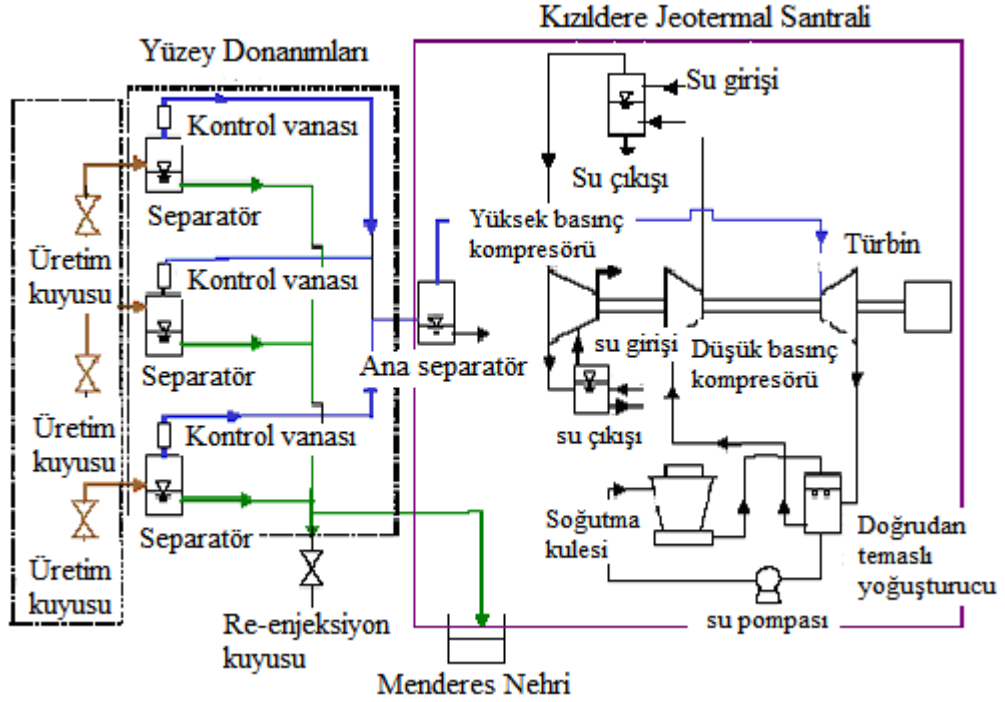 Kızıldere Jeotermal Santrali
Yüzey Donanımları
Su girişi
Kontrol vanası
Su çıkışı
Separatör
Yüksek basınç
kompresörü
Türbin
Üretim
kuyusu
Kontrol vanası
su girişi
Düşük basınç
kompresörü
Ana separatör
Separatör
su çıkışı
Üretim
kuyusu
Kontrol vanası
Soğutma
kulesi
Doğrudan
temaslı
yoğuşturucu
Separatör
Üretim
kuyusu
su pompası
Re-enjeksiyon
kuyusu
Menderes Nehri